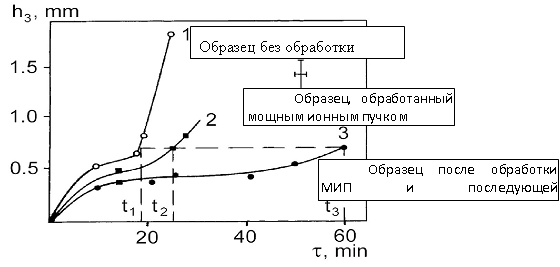 h₃, mm
1
Образец без обработки
1.5
Образец, обработанный
мощным ионным пучком
1.0
2
3
Образец после обработки
МИП и последующей
0.5
t₁ t₂ t₃
20 40 60
τ, min